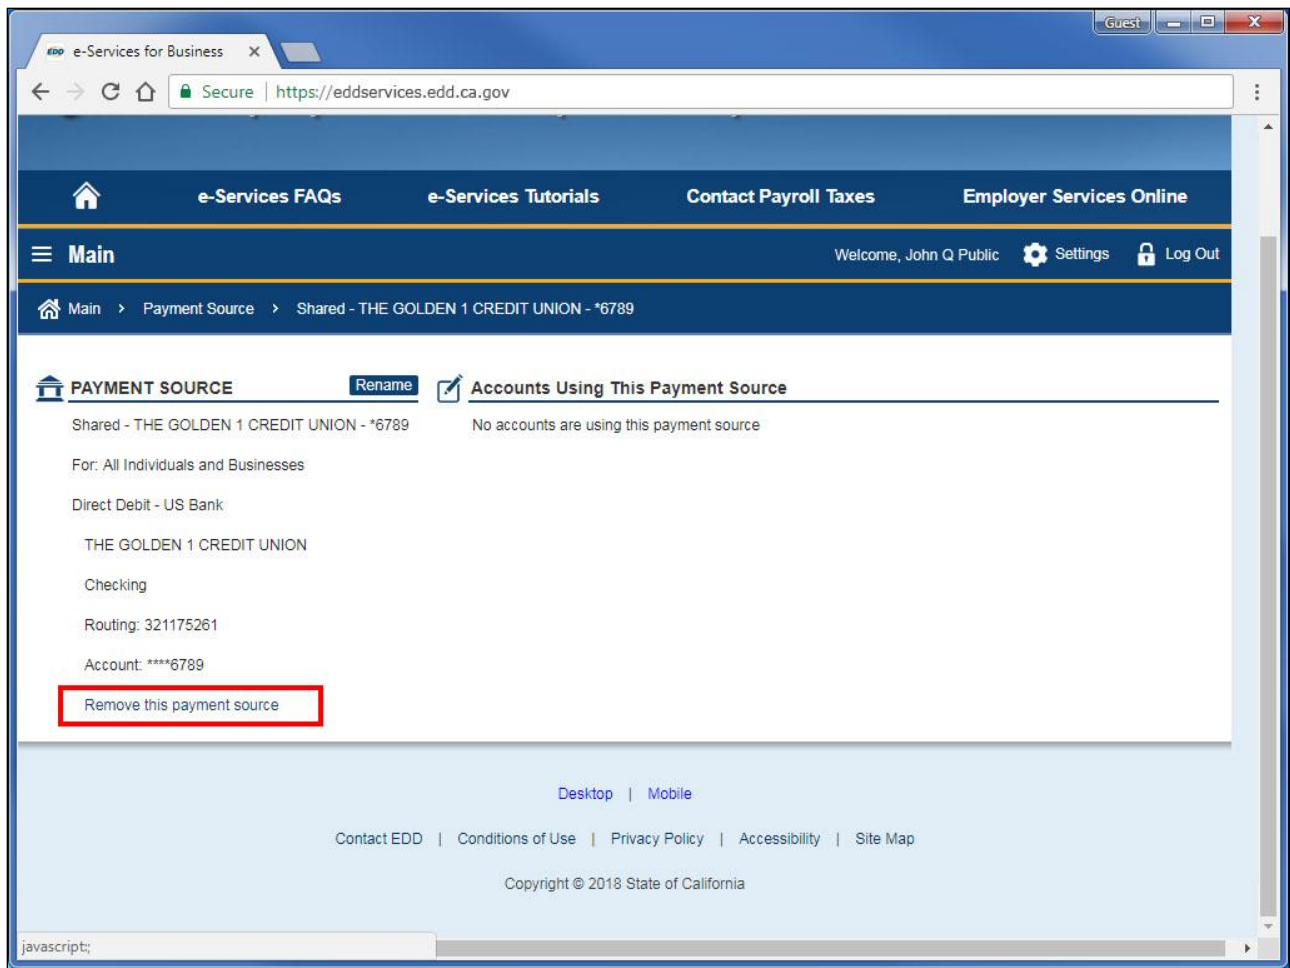 Guest
EDD e-Services for Business
Secure | https://eddservices.edd.ca.gov
e-Services FAQs e-Services Tutorials Contact Payroll Taxes Employer Services Online
Main Welcome, John Q Public Settings Log Out
Main > Payment Source > Shared - THE GOLDEN 1 CREDIT UNION - *6789
PAYMENT SOURCE Rename Accounts Using This Payment Source
Shared - THE GOLDEN 1 CREDIT UNION - *6789 No accounts are using this payment source
For: All Individuals and Businesses
Direct Debit - US Bank
THE GOLDEN 1 CREDIT UNION
Checking
Routing: 321175261
Account: ****6789
Remove this payment source
Desktop | Mobile
Contact EDD | Conditions of Use | Privacy Policy | Accessibility | Site Map
Copyright © 2018 State of California
javascript:;